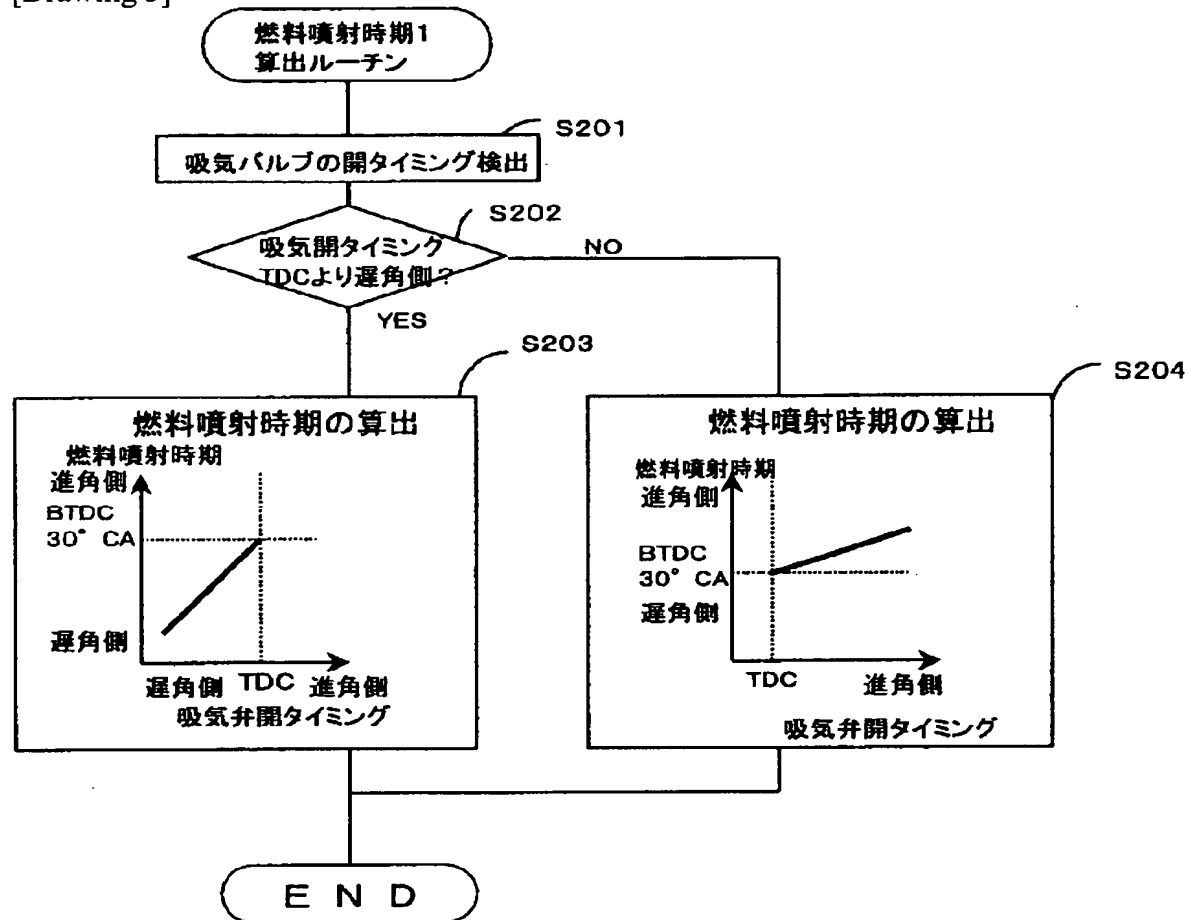 燃料噴射時期1
算出ルーチン
S201
吸気バルブの開タイミング検出
S202
吸気開タイミング
TDCより遅角側?
NO
YES
S203
燃料噴射時期の算出
燃料噴射時期
進角側
BTDC
30° CA
遅角側
遅角側 TDC 進角側
吸気弁開タイミング
S204
燃料噴射時期の算出
燃料噴射時期
進角側
BTDC
30° CA
遅角側
TDC 進角側
吸気弁開タイミング
END